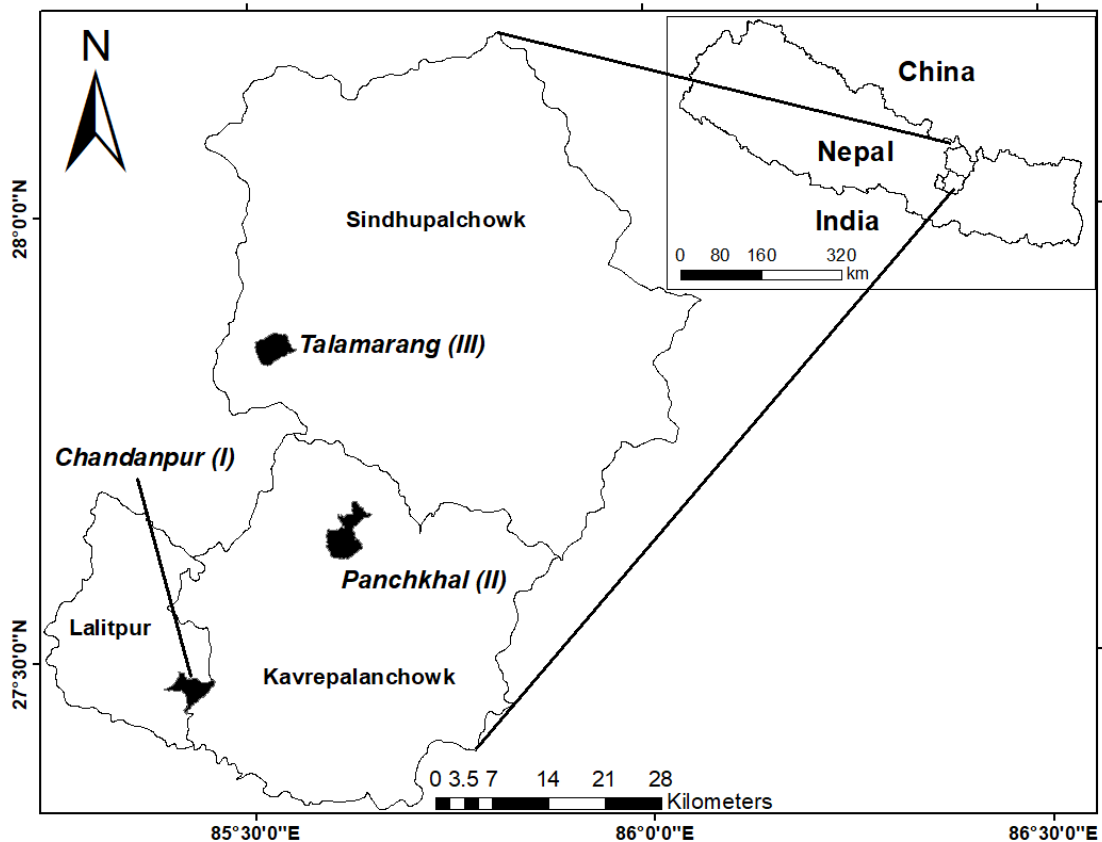 N
China
Nepal
India
0 80 160 320
km
28°0'0"N
Sindhupalchowk
Talamarang (III)
Chandanpur (I)
Panchkhal (II)
Lalitpur
27°30'0"N
Kavrepalanchowk
0 3.5 7 14 21 28
Kilometers
85°30'0"E 86°0'0"E 86°30'0"E